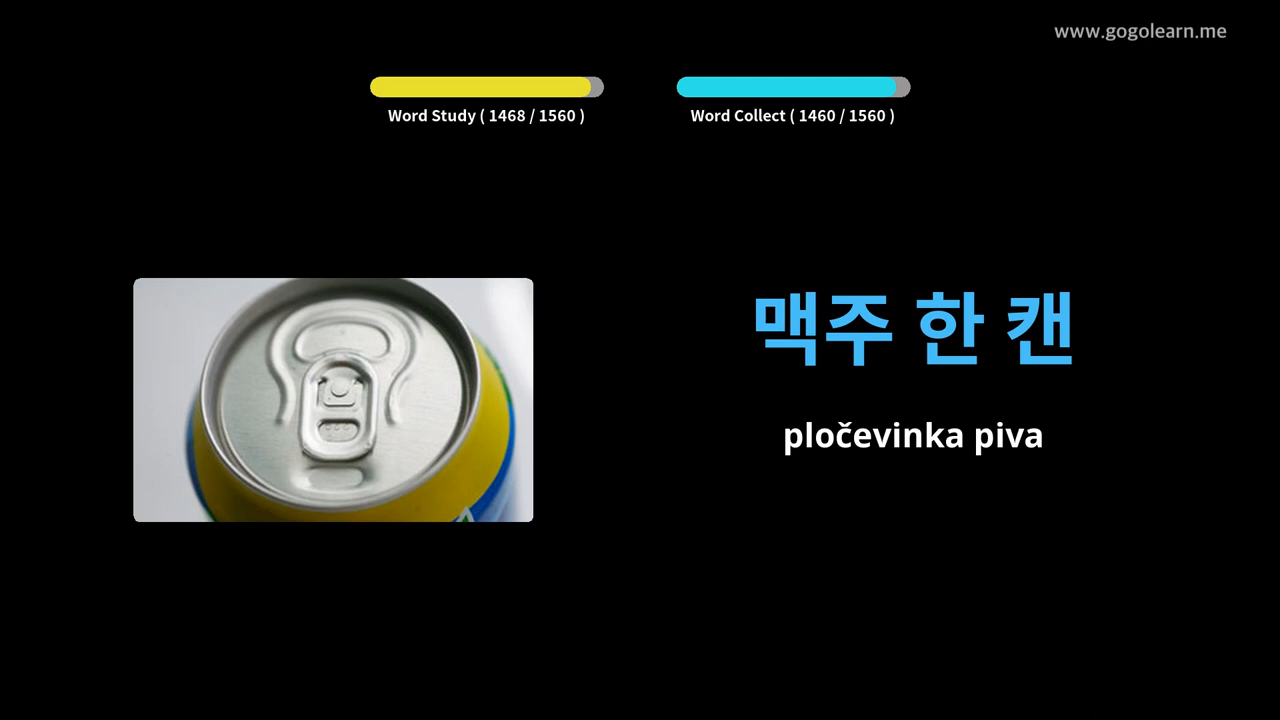 www.gogolearn.me
Word Study ( 1468 / 1560 )
Word Collect ( 1460 / 1560 )
맥주 한 캔
pločevinka piva